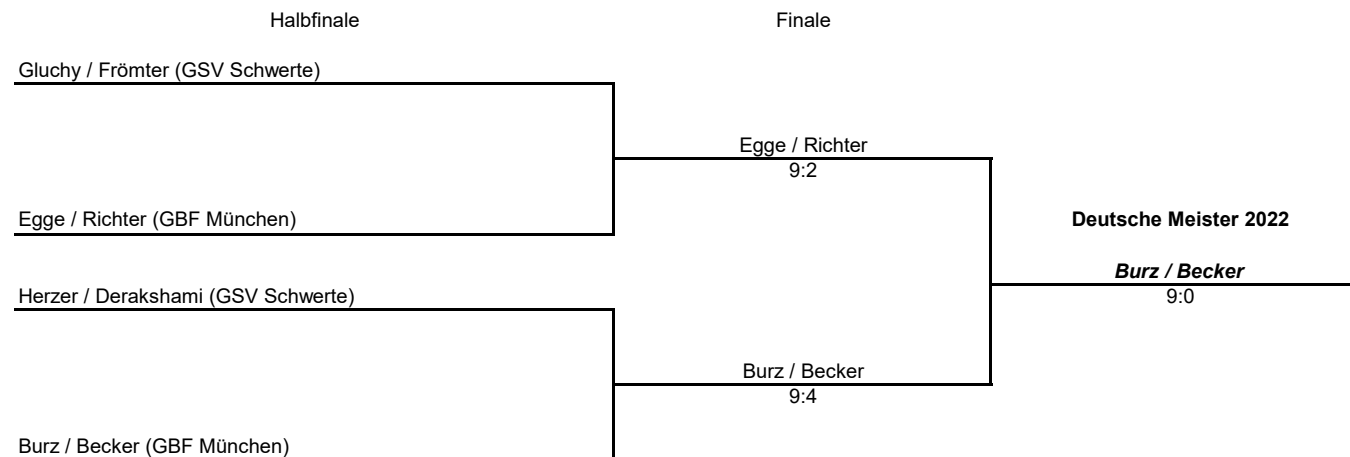 Halbfinale
Finale
Gluchy / Frömter (GSV Schwerte)
Egge / Richter
9:2
Egge / Richter (GBF München)
Deutsche Meister 2022
Burz / Becker
9:0
Herzer / Derakshami (GSV Schwerte)
Burz / Becker
9:4
Burz / Becker (GBF München)